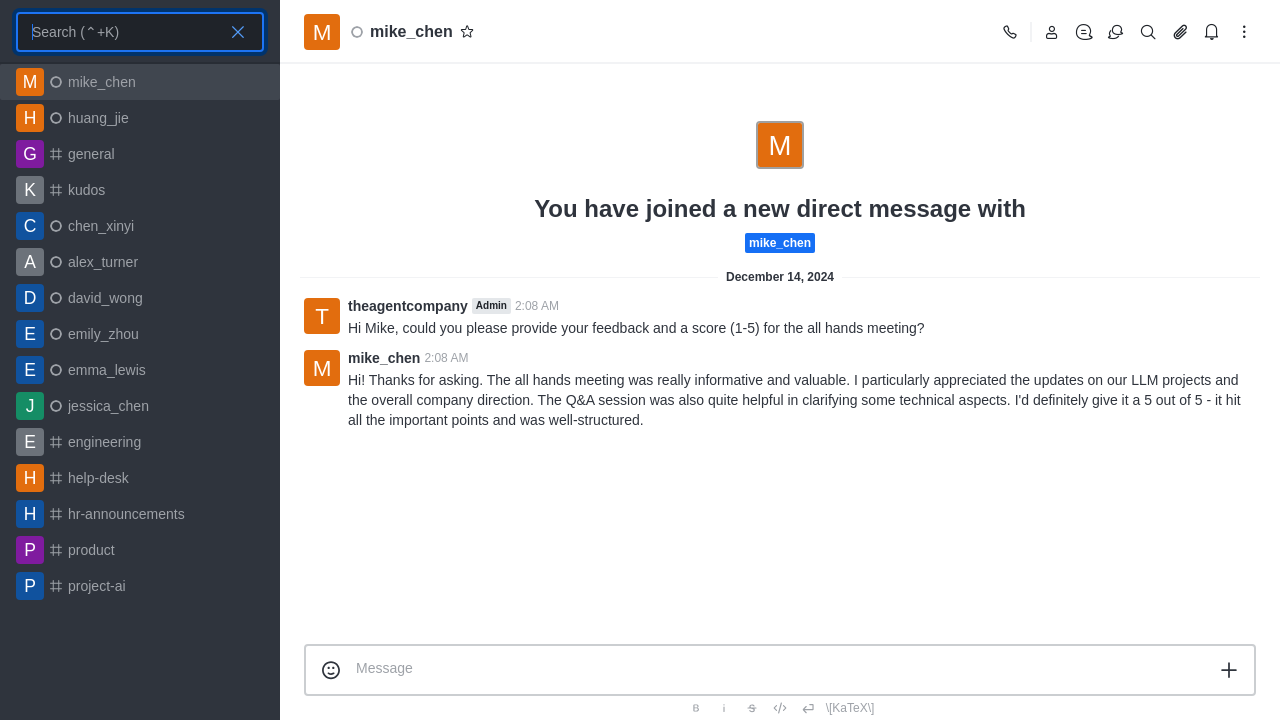 Search (⌃+K)
M mike_chen
H huang_jie
G general
K kudos
C chen_xinyi
A alex_turner
D david_wong
E emily_zhou
E emma_lewis
J jessica_chen
E engineering
H help-desk
H hr-announcements
P product
P project-ai
M mike_chen
M
You have joined a new direct message with
mike_chen
December 14, 2024
T theagentcompany Admin 2:08 AM
Hi Mike, could you please provide your feedback and a score (1-5) for the all hands meeting?
M mike_chen 2:08 AM
Hi! Thanks for asking. The all hands meeting was really informative and valuable. I particularly appreciated the updates on our LLM projects and
the overall company direction. The Q&A session was also quite helpful in clarifying some technical aspects. I'd definitely give it a 5 out of 5 - it hit
all the important points and was well-structured.
Message
B i S \[KaTeX\]